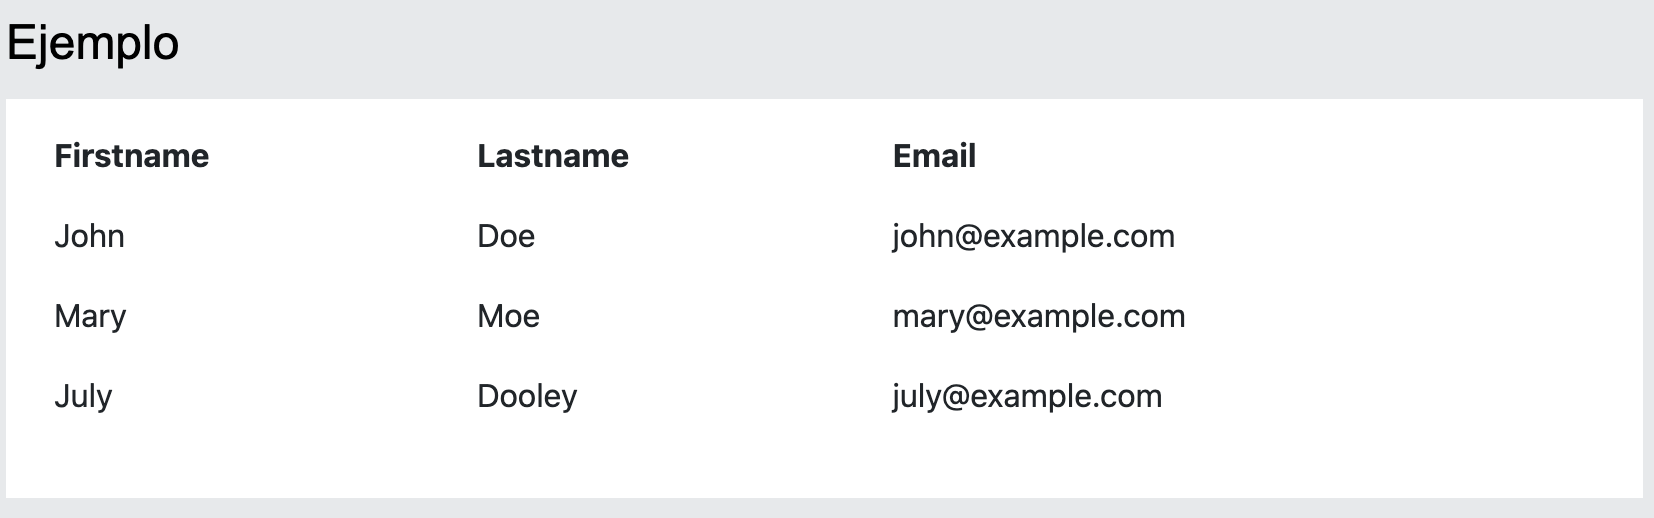 Ejemplo
Firstname Lastname Email
John Doe john@example.com
Mary Moe mary@example.com
July Dooley july@example.com